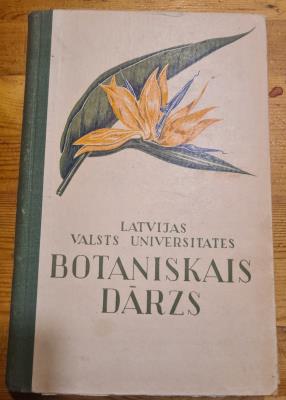 LATVIJAS
VALSTS UNIVERSITATES
BOTANISKAIS
DĀRZS